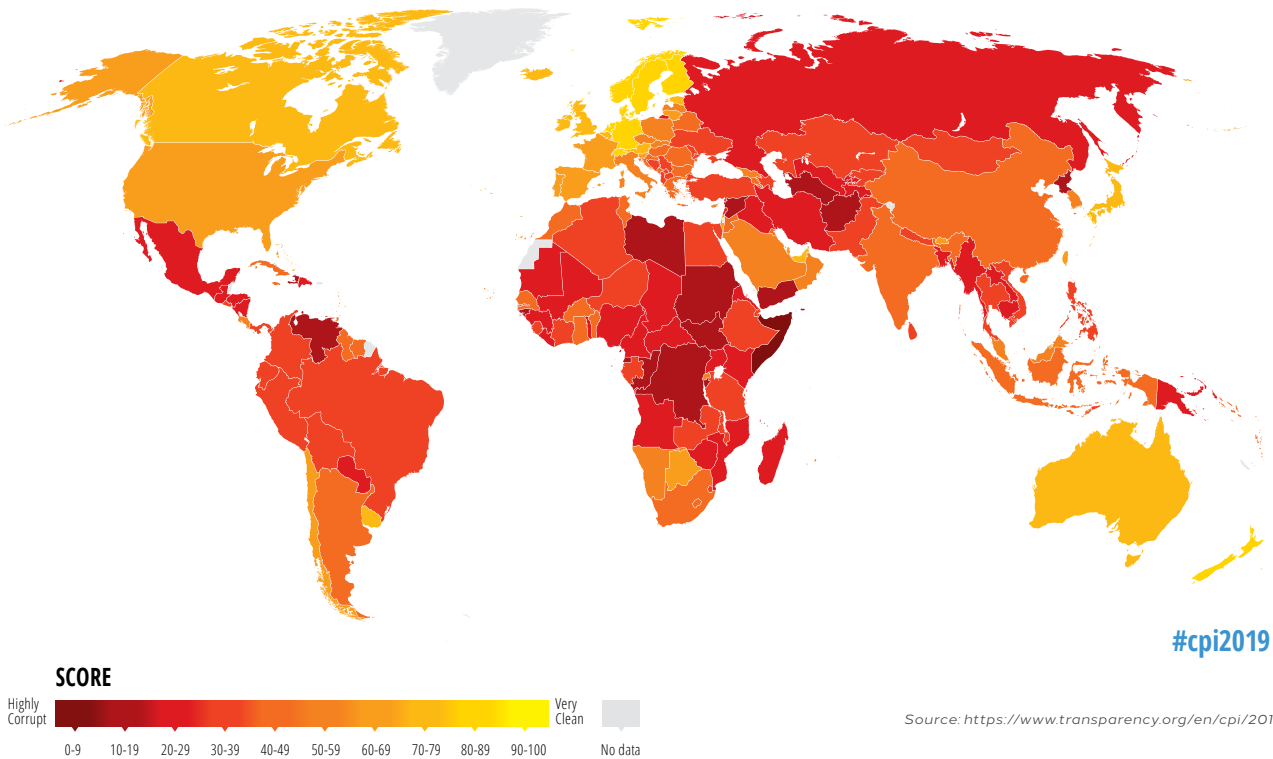 #cpi2019
SCORE
Highly
Corrupt
Very
Clean
0-9 10-19 20-29 30-39 40-49 50-59 60-69 70-79 80-89 90-100 No data
Source: https://www.transparency.org/en/cpi/201